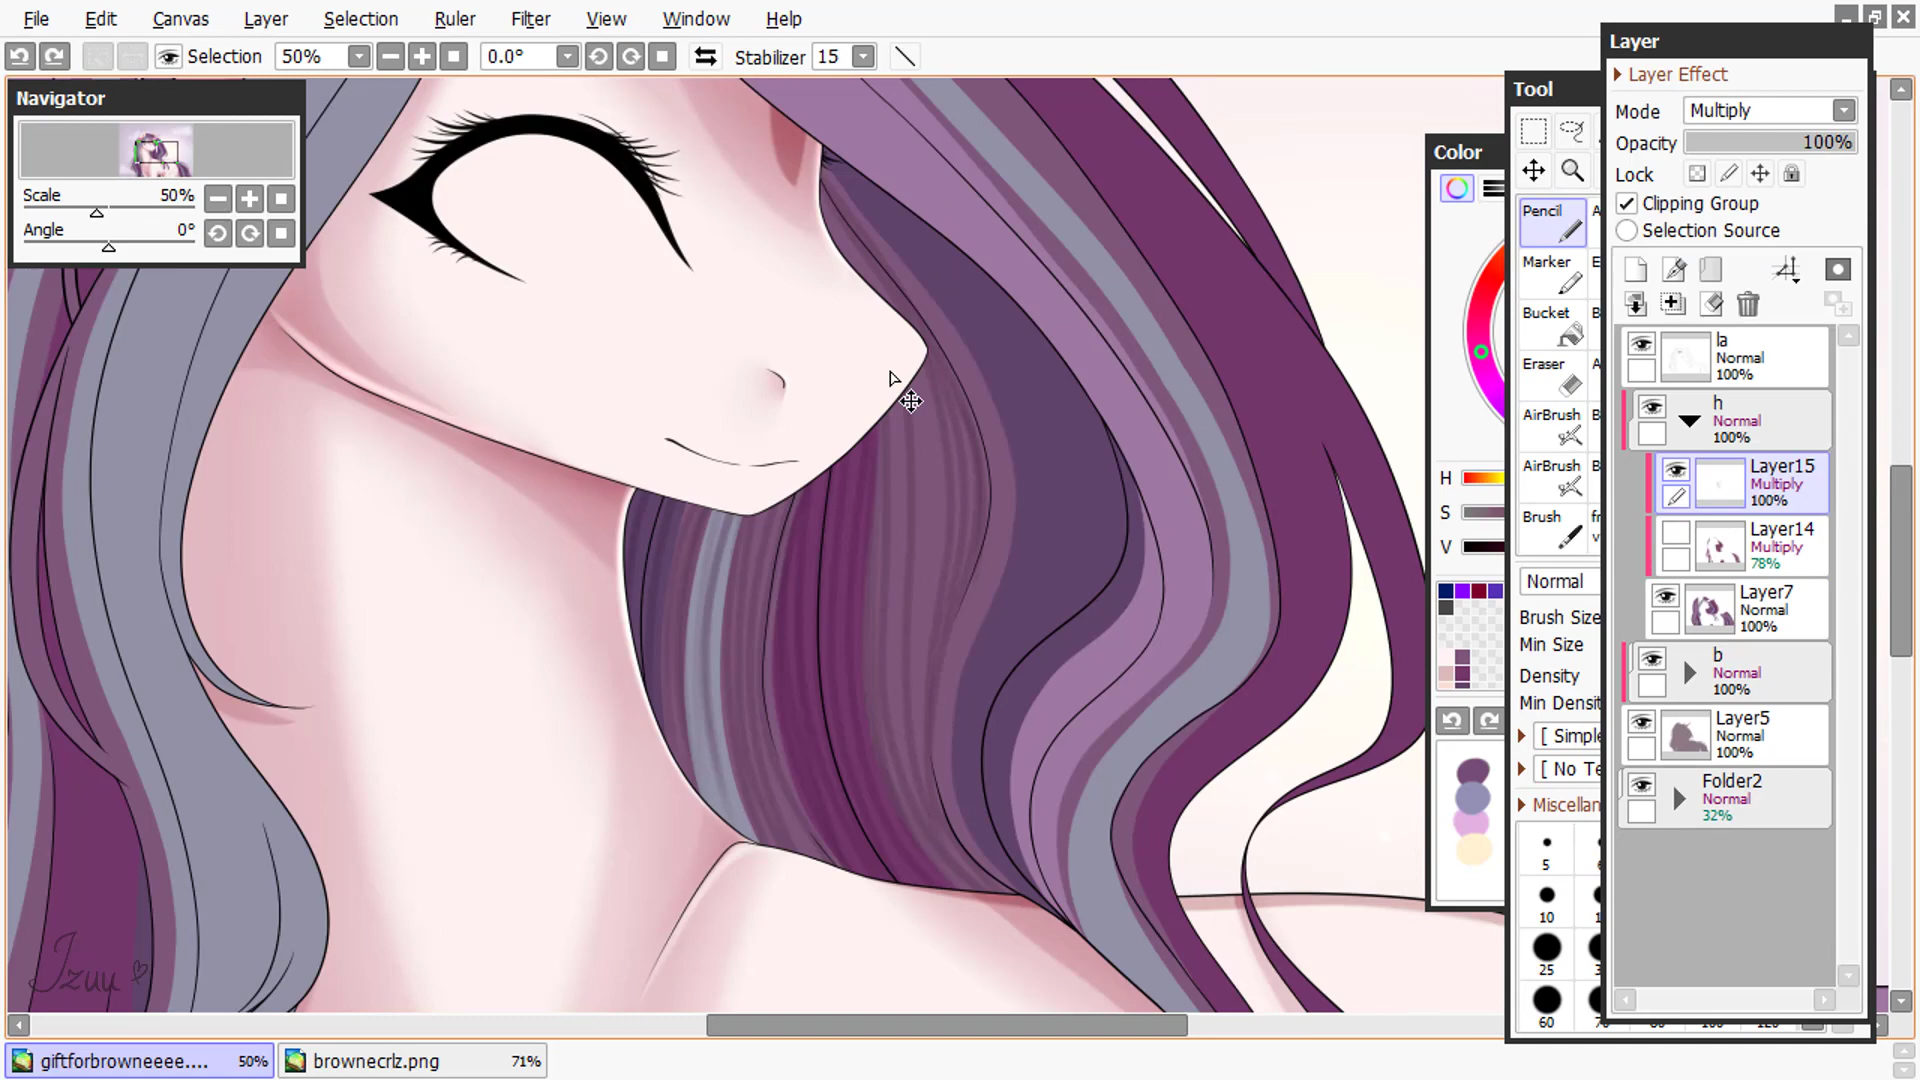 File Edit Canvas Layer Selection Ruler Filter View Window Help
Selection 50% 0.0° Stabilizer 15
Navigator
Scale 50%
Angle 0°
Izuu
Color
H
S
V
Tool
Pencil A
Marker E
Bucket B
Eraser
AirBrush A
AirBrush B
Brush
Normal
Brush Size
Min Size
Density
[ Simple
[ No Te
5
10
25
60
Layer
Layer Effect
Mode Multiply
Opacity 100%
Lock
Clipping Group
Selection Source
la
Normal
100%
h
Normal
100%
Layer15
Multiply
100%
Layer14
Multiply
78%
Layer7
Normal
100%
b
Normal
100%
Layer5
Normal
100%
Folder2
Normal
32%
giftforbrowneeee.... 50% brownecrlz.png 71%